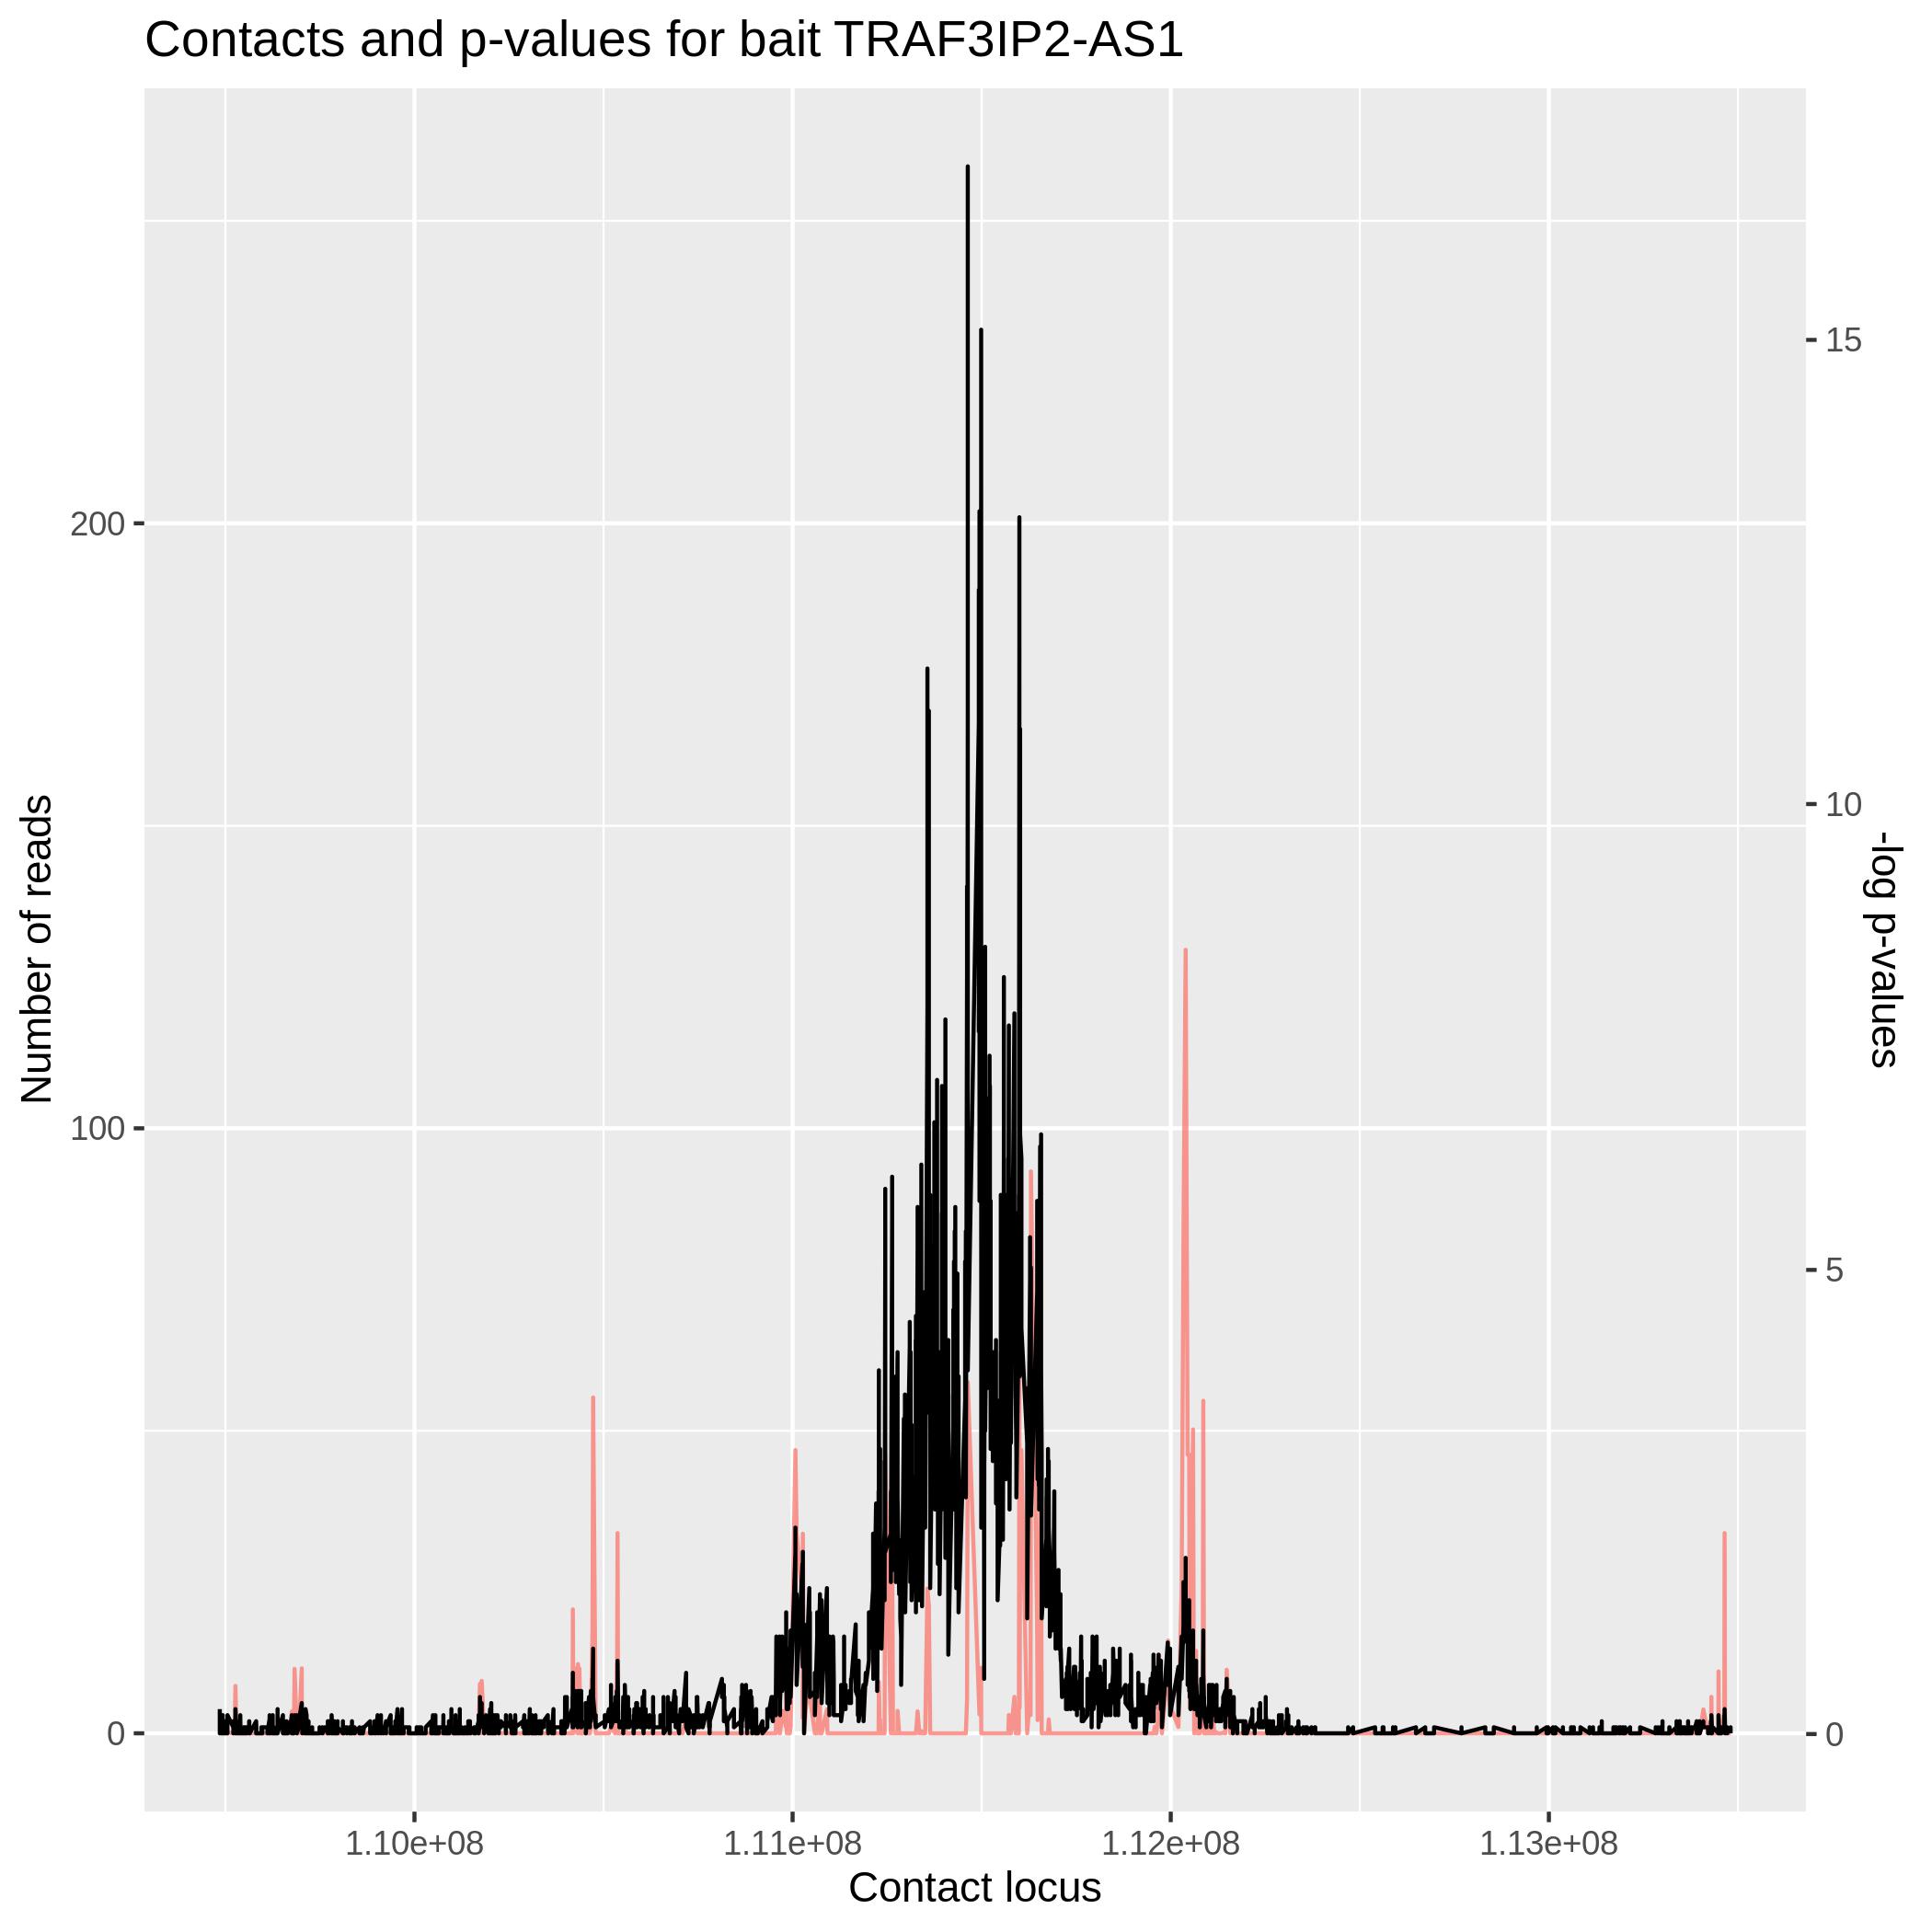 Contacts and p-values for bait TRAF3IP2-AS1
Number of reads
200
100
0
15
10
5
0
-log p-values
1.10e+08 1.11e+08 1.12e+08 1.13e+08
Contact locus